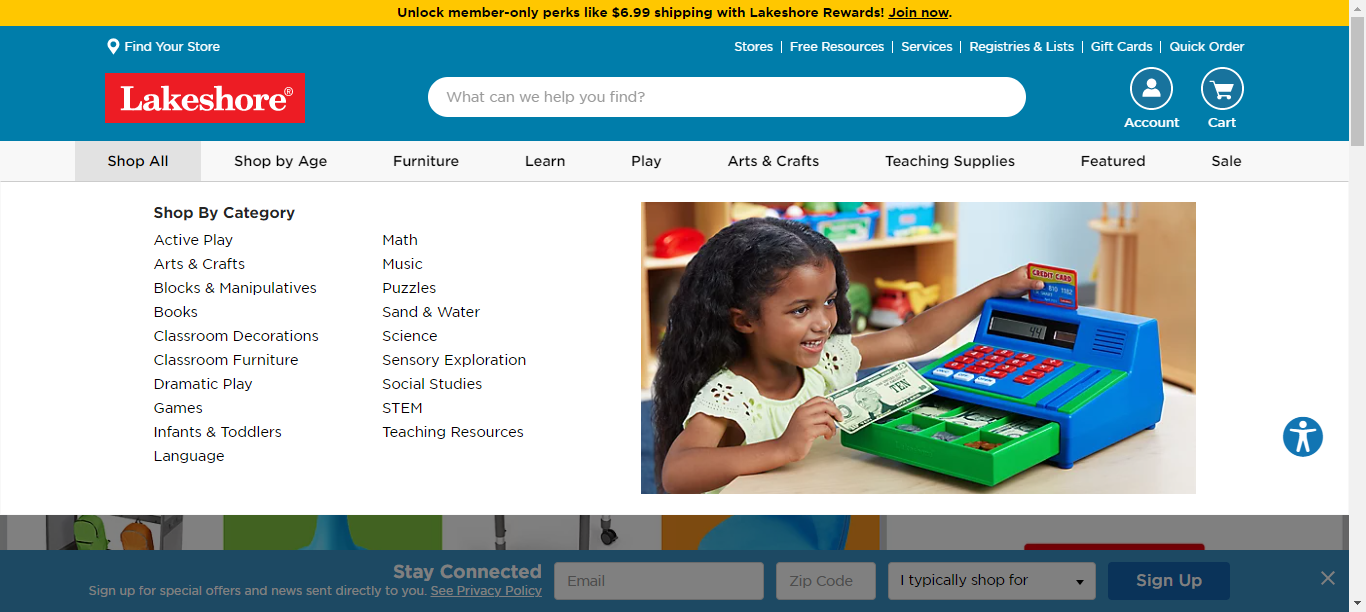 Unlock member-only perks like $6.99 shipping with Lakeshore Rewards! Join now.
Find Your Store
Stores | Free Resources | Services | Registries & Lists | Gift Cards | Quick Order
Lakeshore®
What can we help you find?
Account
Cart
Shop All
Shop by Age
Furniture
Learn
Play
Arts & Crafts
Teaching Supplies
Featured
Sale
Shop By Category
Active Play
Arts & Crafts
Blocks & Manipulatives
Books
Classroom Decorations
Classroom Furniture
Dramatic Play
Games
Infants & Toddlers
Language
Math
Music
Puzzles
Sand & Water
Science
Sensory Exploration
Social Studies
STEM
Teaching Resources
CREDIT CARD
44
TEN
Stay Connected
Sign up for special offers and news sent directly to you. See Privacy Policy
Email
Zip Code
I typically shop for
Sign Up